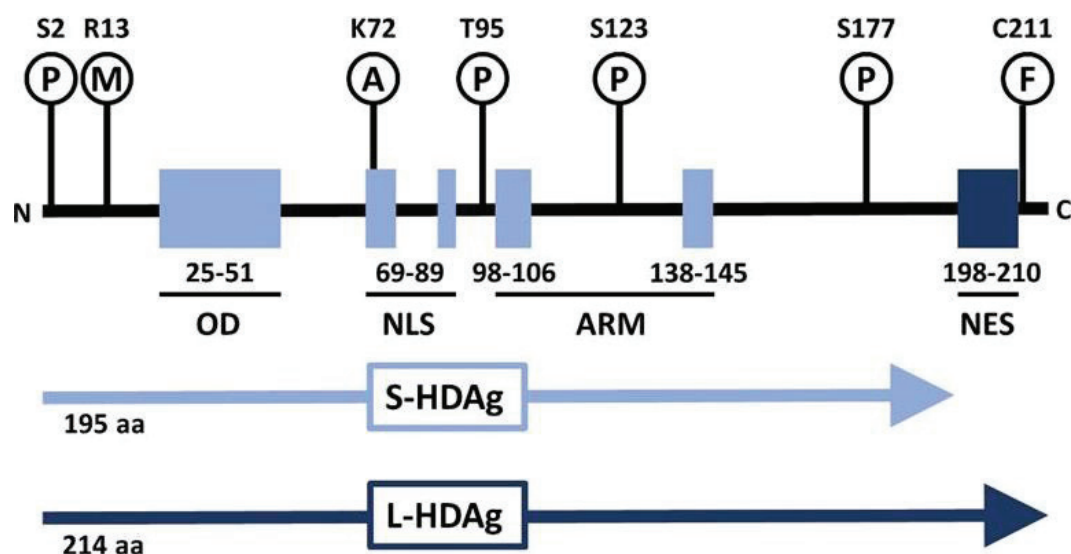 S2 R13 K72 T95 S123 S177 C211
P M A P P P F
N C
25-51 69-89 98-106 138-145 198-210
OD NLS ARM NES
S-HDAg
195 aa
L-HDAg
214 aa